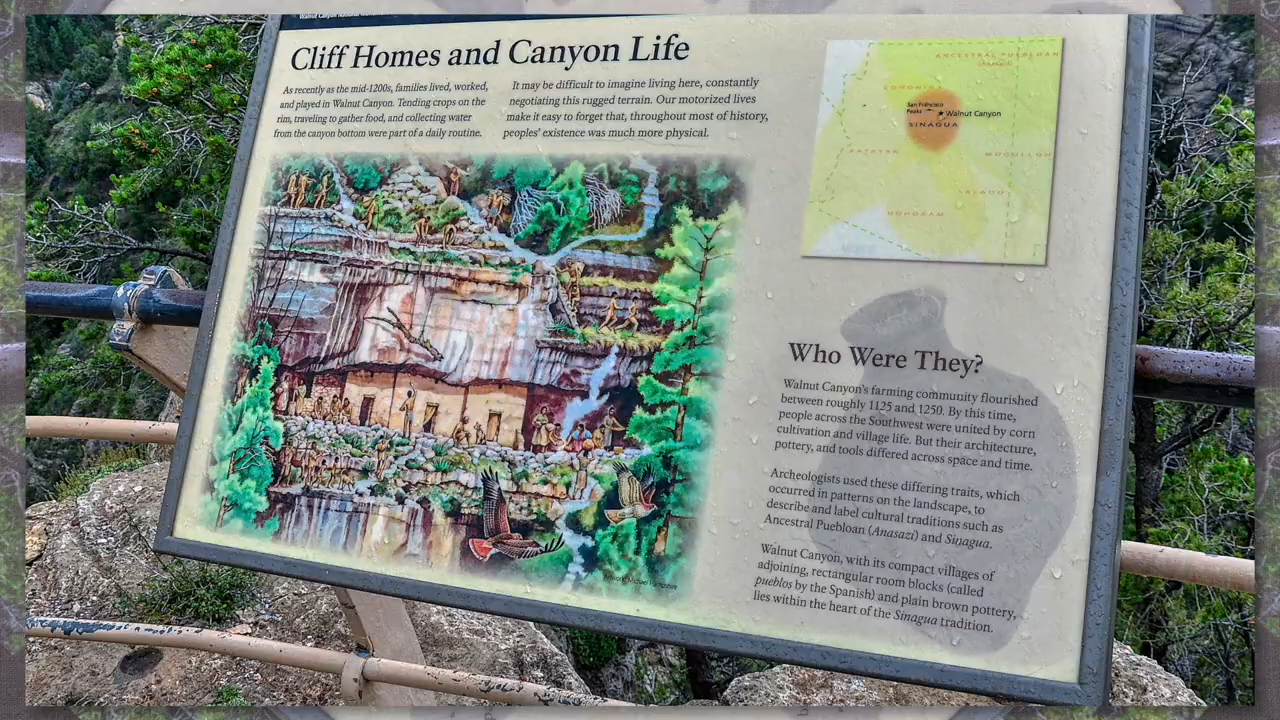 Walnut Canyon National Monument
Cliff Homes and Canyon Life
As recently as the mid-1200s, families lived, worked,
and played in Walnut Canyon. Tending crops on the
rim, traveling to gather food, and collecting water
from the canyon bottom were part of a daily routine.
It may be difficult to imagine living here, constantly
negotiating this rugged terrain. Our motorized lives
make it easy to forget that, throughout most of history,
peoples' existence was much more physical.
ANCESTRAL PUEBLOAN
COHONINA
San Francisco
Peaks
Walnut Canyon
SINAGUA
PATAYAN
MOGOLLON
SALADO
HOHOKAM
Who Were They?
Walnut Canyon's farming community flourished
between roughly 1125 and 1250. By this time,
people across the Southwest were united by corn
cultivation and village life. But their architecture,
pottery, and tools differed across space and time.
Archeologists used these differing traits, which
occurred in patterns on the landscape, to
describe and label cultural traditions such as
Ancestral Puebloan (Anasazi) and Sinagua.
Walnut Canyon, with its compact villages of
adjoining, rectangular room blocks (called
pueblos by the Spanish) and plain brown pottery,
lies within the heart of the Sinagua tradition.